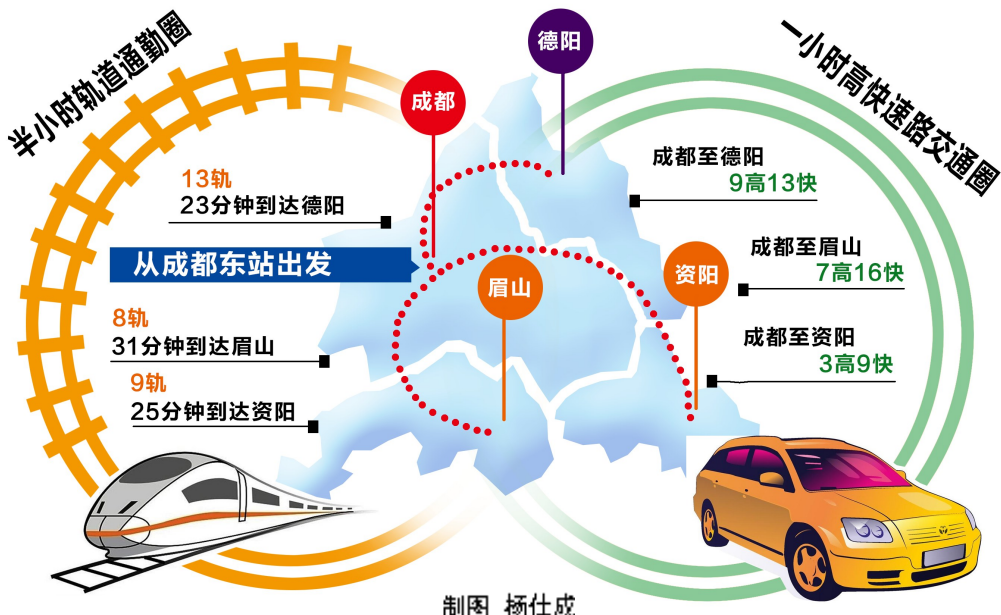 半小时轨道通勤圈
一小时高快速路交通圈
德阳
成都
眉山
资阳
13轨
23分钟到达德阳
从成都东站出发
8轨
31分钟到达眉山
9轨
25分钟到达资阳
成都至德阳
9高13快
成都至眉山
7高16快
成都至资阳
3高9快
制图 杨仕成